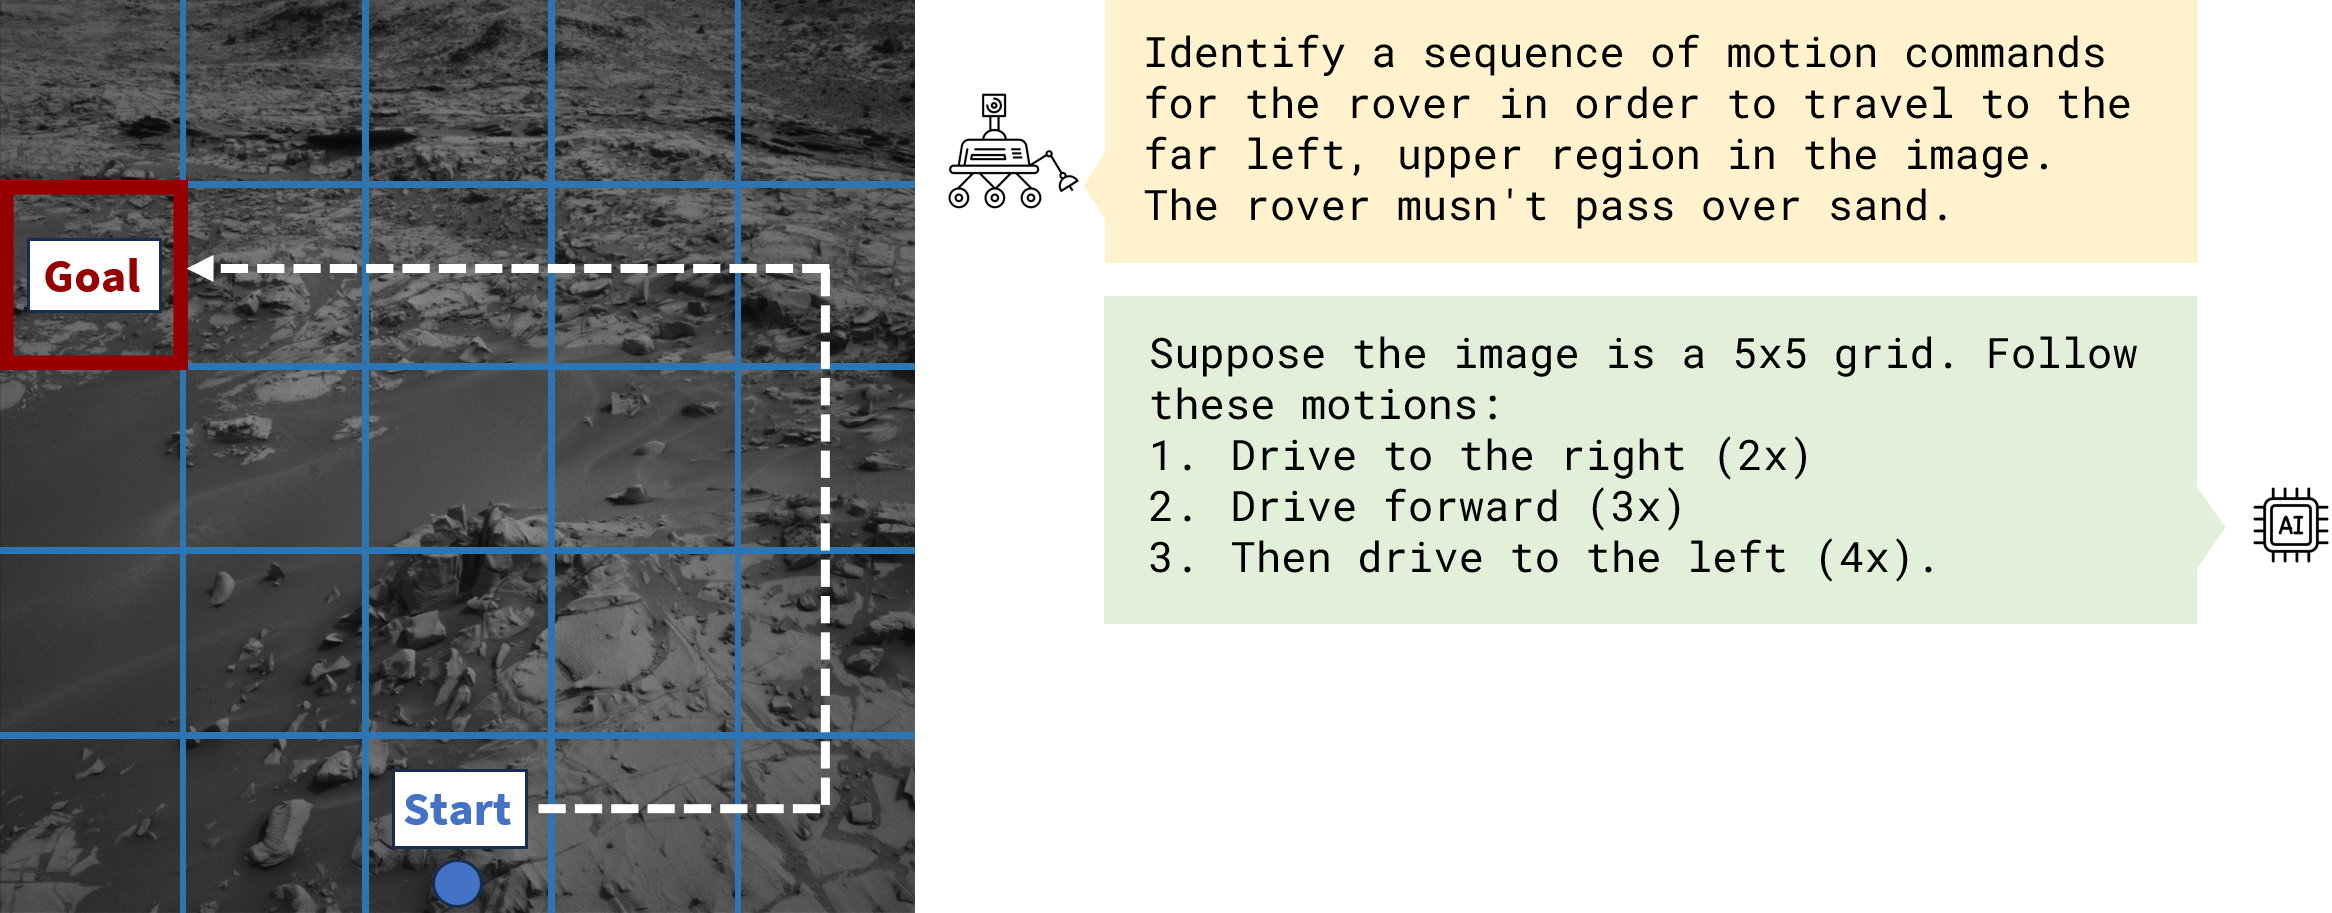 Goal
Start
Identify a sequence of motion commands
for the rover in order to travel to the
far left, upper region in the image.
The rover musn't pass over sand.
Suppose the image is a 5x5 grid. Follow
these motions:
1. Drive to the right (2x)
2. Drive forward (3x)
3. Then drive to the left (4x).
AI